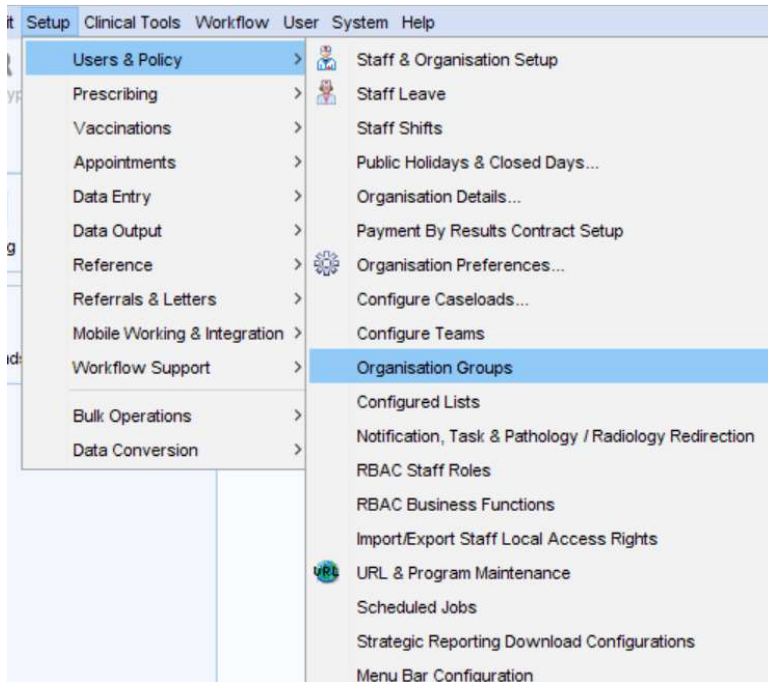 it Setup Clinical Tools Workflow User System Help
Users & Policy
Prescribing
Vaccinations
Appointments
Data Entry
Data Output
Reference
Referrals & Letters
Mobile Working & Integration
Workflow Support
Bulk Operations
Data Conversion
Staff & Organisation Setup
Staff Leave
Staff Shifts
Public Holidays & Closed Days...
Organisation Details...
Payment By Results Contract Setup
Organisation Preferences...
Configure Caseloads...
Configure Teams
Organisation Groups
Configured Lists
Notification, Task & Pathology / Radiology Redirection
RBAC Staff Roles
RBAC Business Functions
Import/Export Staff Local Access Rights
URL URL & Program Maintenance
Scheduled Jobs
Strategic Reporting Download Configurations
Menu Bar Configuration